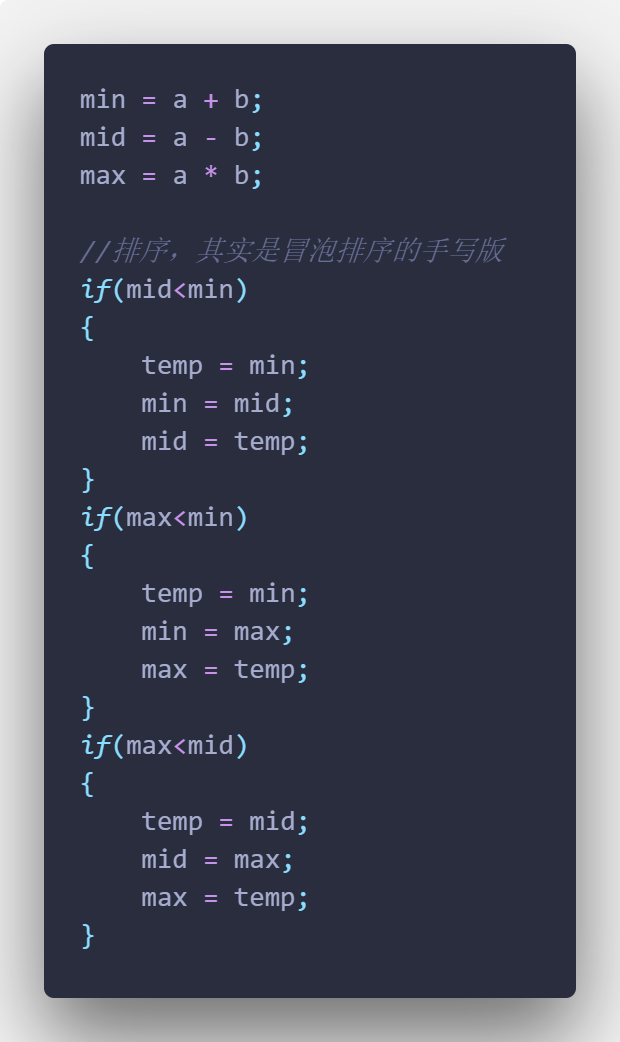 min = a + b;
mid = a - b;
max = a * b;
//排序，其实是冒泡排序的手写版
if(mid<min)
{
    temp = min;
    min = mid;
    mid = temp;
}
if(max<min)
{
    temp = min;
    min = max;
    max = temp;
}
if(max<mid)
{
    temp = mid;
    mid = max;
    max = temp;
}